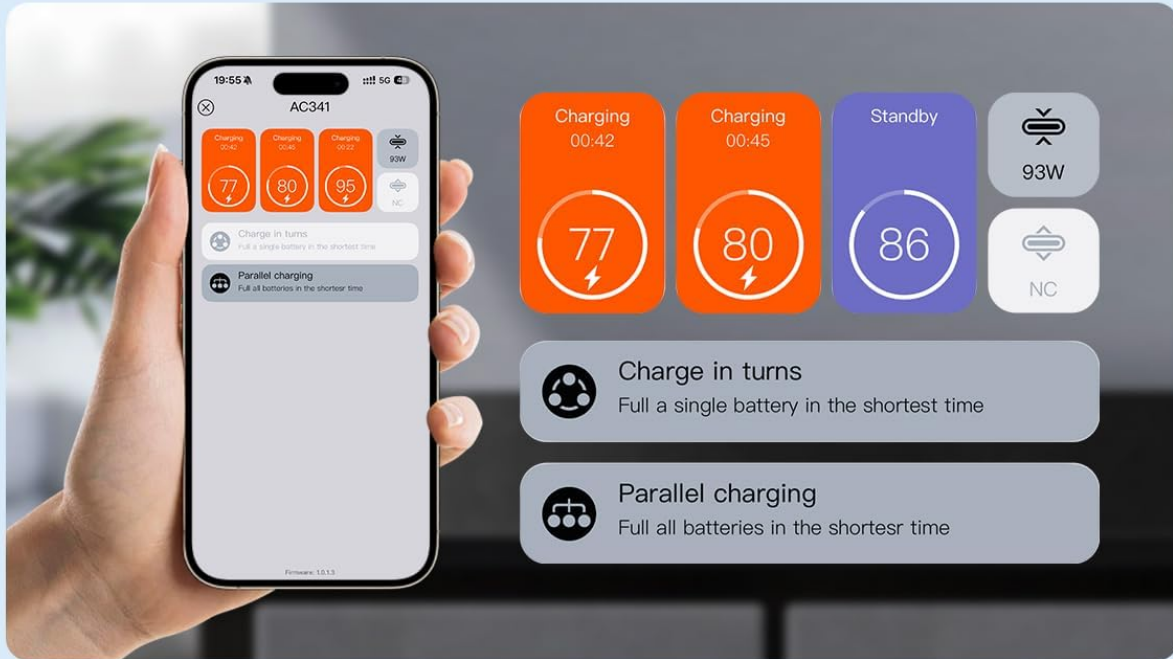 19:55
5G
AC341
Charging
00:42
77
Charging
00:45
80
Charging
00:22
95
93W
NC
Charge in turns
Full a single battery in the shortest time
Parallel charging
Full all batteries in the shortesr time
Firmware: 1.0.1.5
Charging
00:42
77
Charging
00:45
80
Standby
86
93W
NC
Charge in turns
Full a single battery in the shortest time
Parallel charging
Full all batteries in the shortesr time